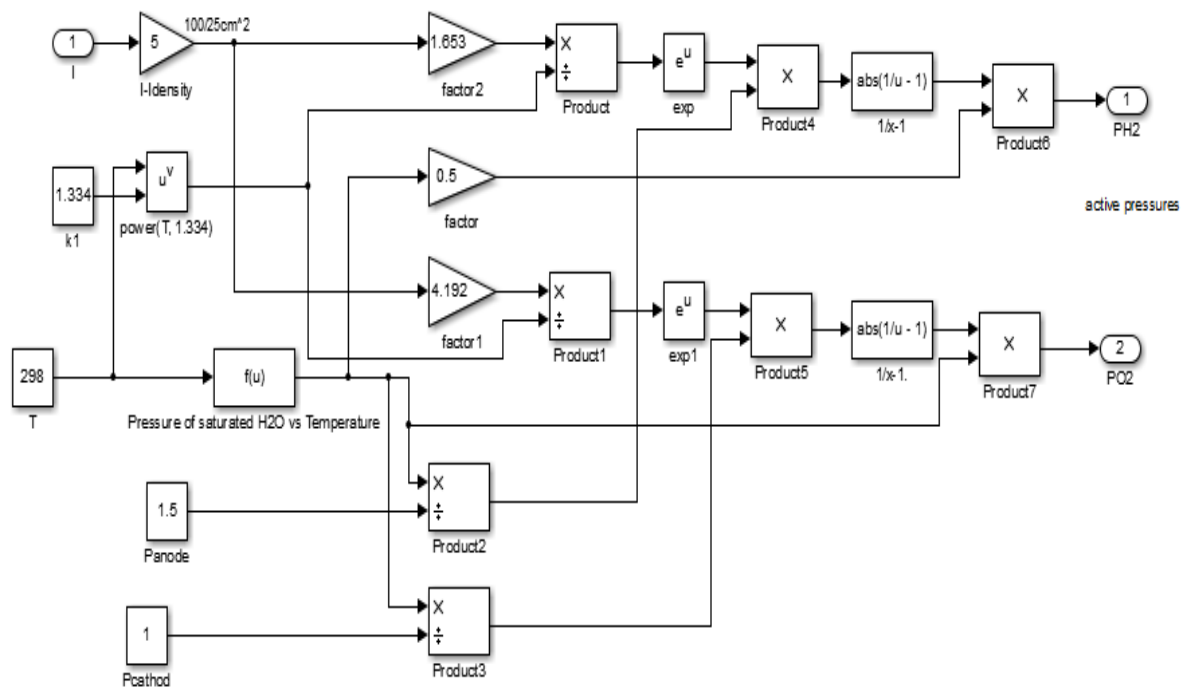 100/25cm^2
1
I
5
I-Idensity
1.653
factor2
X
÷
Product
e^u
exp
X
Product4
abs(1/u - 1)
1/x-1
X
Product6
1
PH2
1.334
k1
u^v
power(T, 1.334)
0.5
factor
active pressures
4.192
factor1
X
÷
Product1
e^u
exp1
X
Product5
abs(1/u - 1)
1/x-1.
X
Product7
2
PO2
298
T
f(u)
Pressure of saturated H2O vs Temperature
X
÷
Product2
1.5
Panode
X
÷
Product3
1
Pcathod